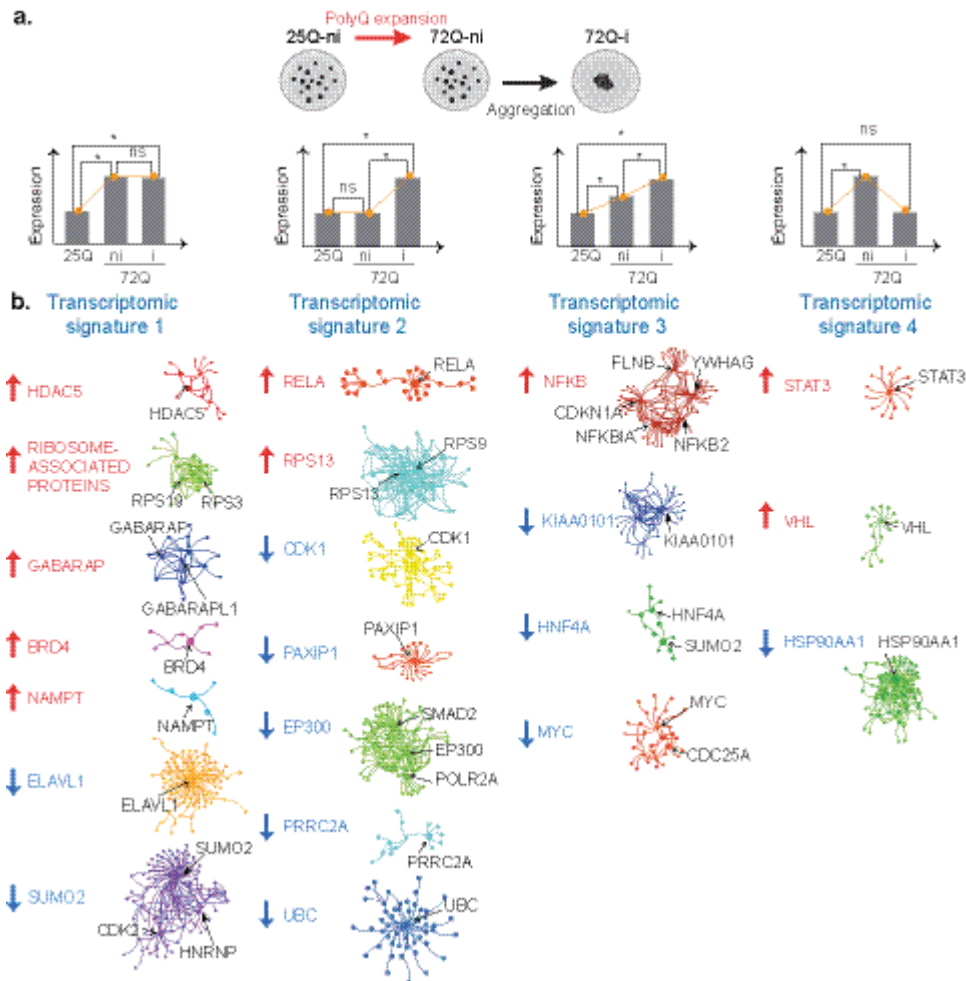 a.
PolyQ expansion
25Q-ni
72Q-ni
72Q-i
Aggregation
*
*
ns
Expression
25Q
ni
i
72Q
*
ns
*
Expression
25Q
ni
i
72Q
*
*
*
Expression
25Q
ni
i
72Q
ns
*
Expression
25Q
ni
i
72Q
b.
Transcriptomic
signature 1
Transcriptomic
signature 2
Transcriptomic
signature 3
Transcriptomic
signature 4
HDAC5
HDAC5
RIBOSOME-
ASSOCIATED
PROTEINS
RPS19
RPS3
GABARAP
GABARAP
GABARAPL1
BRD4
BRD4
NAMPT
NAMPT
ELAVL1
ELAVL1
SUMO2
SUMO2
CDK2
HNRNP
RELA
RELA
RPS13
RPS9
RPS13
CDK1
CDK1
PAXIP1
PAXIP1
EP300
SMAD2
EP300
POLR2A
PRRC2A
PRRC2A
UBC
UBC
NFKB
FLNB
YWHAG
CDKN1A
NFKBIA
NFKB2
KIAA0101
KIAA0101
HNF4A
HNF4A
SUMO2
MYC
MYC
CDC25A
STAT3
STAT3
VHL
VHL
HSP90AA1
HSP90AA1